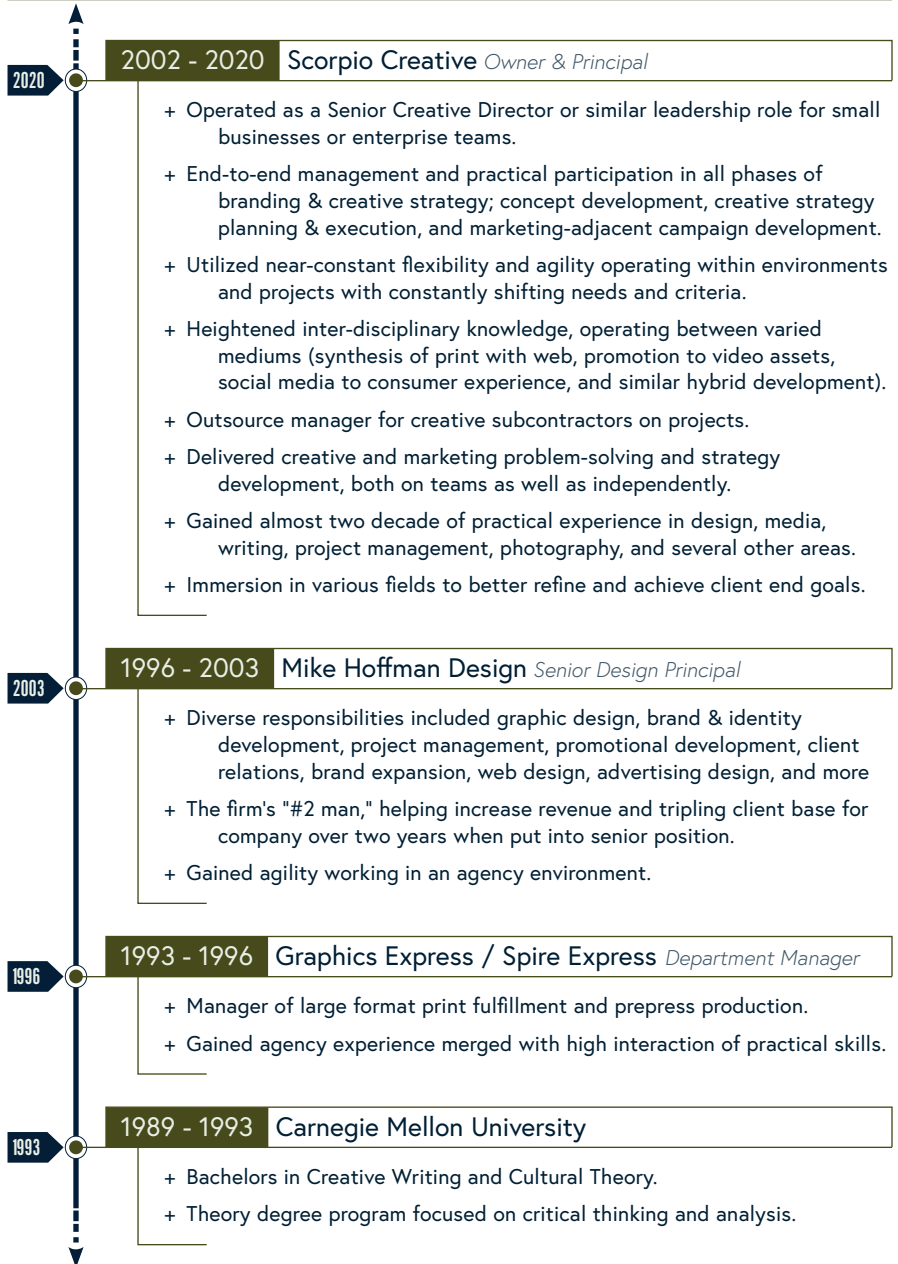 2002 - 2020 Scorpio Creative Owner & Principal
2020
+ Operated as a Senior Creative Director or similar leadership role for small
businesses or enterprise teams.
+ End-to-end management and practical participation in all phases of
branding & creative strategy; concept development, creative strategy
planning & execution, and marketing-adjacent campaign development.
+ Utilized near-constant flexibility and agility operating within environments
and projects with constantly shifting needs and criteria.
+ Heightened inter-disciplinary knowledge, operating between varied
mediums (synthesis of print with web, promotion to video assets,
social media to consumer experience, and similar hybrid development).
+ Outsource manager for creative subcontractors on projects.
+ Delivered creative and marketing problem-solving and strategy
development, both on teams as well as independently.
+ Gained almost two decade of practical experience in design, media,
writing, project management, photography, and several other areas.
+ Immersion in various fields to better refine and achieve client end goals.
1996 - 2003 Mike Hoffman Design Senior Design Principal
2003
+ Diverse responsibilities included graphic design, brand & identity
development, project management, promotional development, client
relations, brand expansion, web design, advertising design, and more
+ The firm's "#2 man," helping increase revenue and tripling client base for
company over two years when put into senior position.
+ Gained agility working in an agency environment.
1993 - 1996 Graphics Express / Spire Express Department Manager
1996
+ Manager of large format print fulfillment and prepress production.
+ Gained agency experience merged with high interaction of practical skills.
1989 - 1993 Carnegie Mellon University
1993
+ Bachelors in Creative Writing and Cultural Theory.
+ Theory degree program focused on critical thinking and analysis.